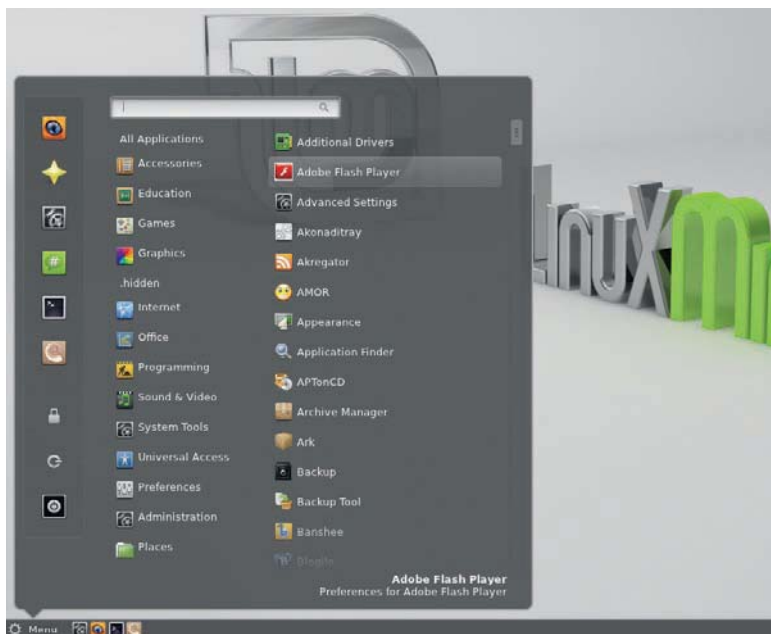 All Applications
Accessories
Education
Games
Graphics
.hidden
Internet
Office
Programming
Sound & Video
System Tools
Universal Access
Preferences
Administration
Places
Additional Drivers
Adobe Flash Player
Advanced Settings
Akonaditray
Akregator
AMOR
Appearance
Application Finder
APTonCD
Archive Manager
Ark
Backup
Backup Tool
Banshee
Adobe Flash Player
Preferences for Adobe Flash Player
Menu